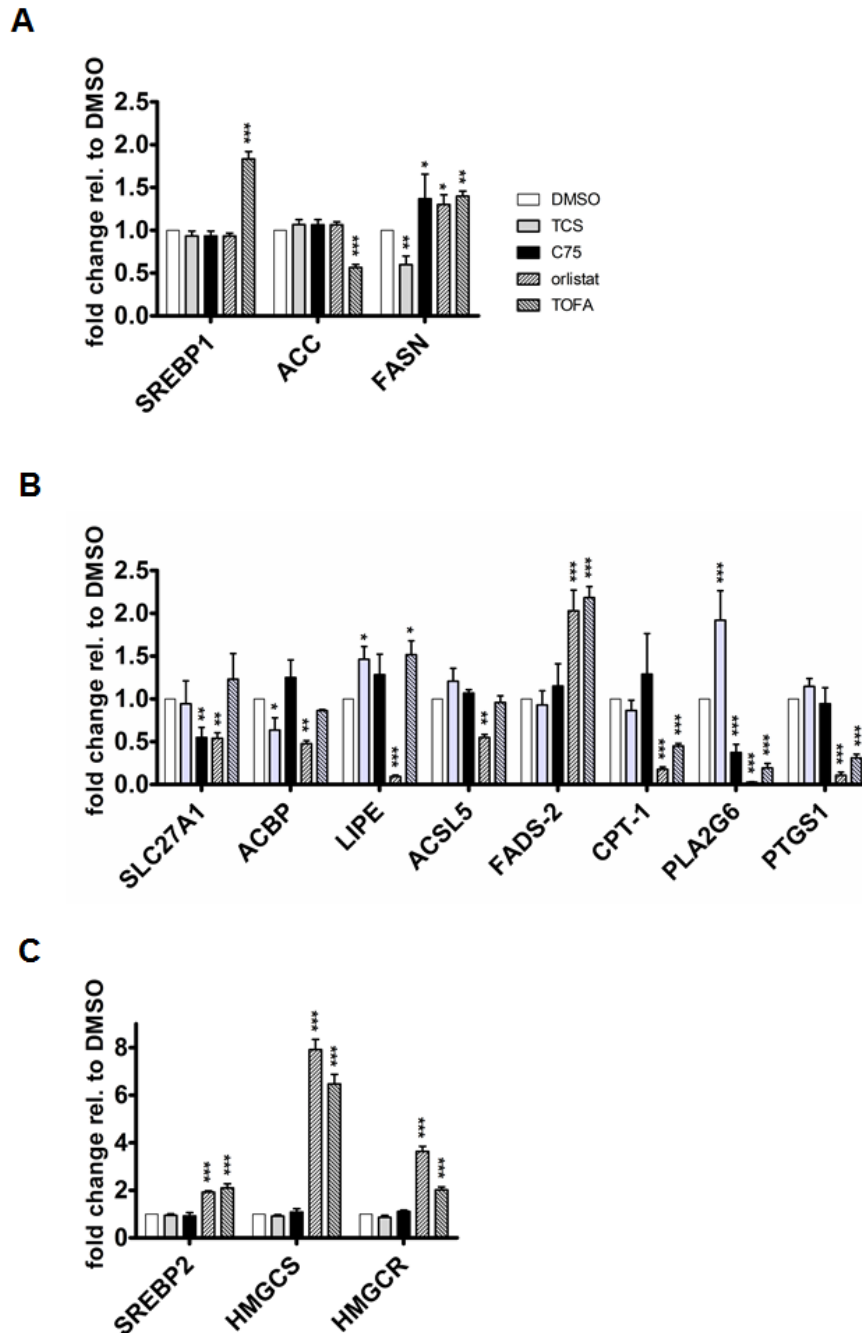 A
fold change rel. to DMSO
2.5
2.0
1.5
1.0
0.5
0.0
***
***
**
*
*
**
SREBP1
ACC
FASN
DMSO
TCS
C75
orlistat
TOFA
B
fold change rel. to DMSO
2.5
2.0
1.5
1.0
0.5
0.0
**
**
*
**
*
***
*
**
***
***
***
***
***
***
***
***
***
***
SLC27A1
ACBP
LIPE
ACSL5
FADS-2
CPT-1
PLA2G6
PTGS1
C
fold change rel. to DMSO
8
6
4
2
0
***
***
***
***
***
***
SREBP2
HMGCS
HMGCR